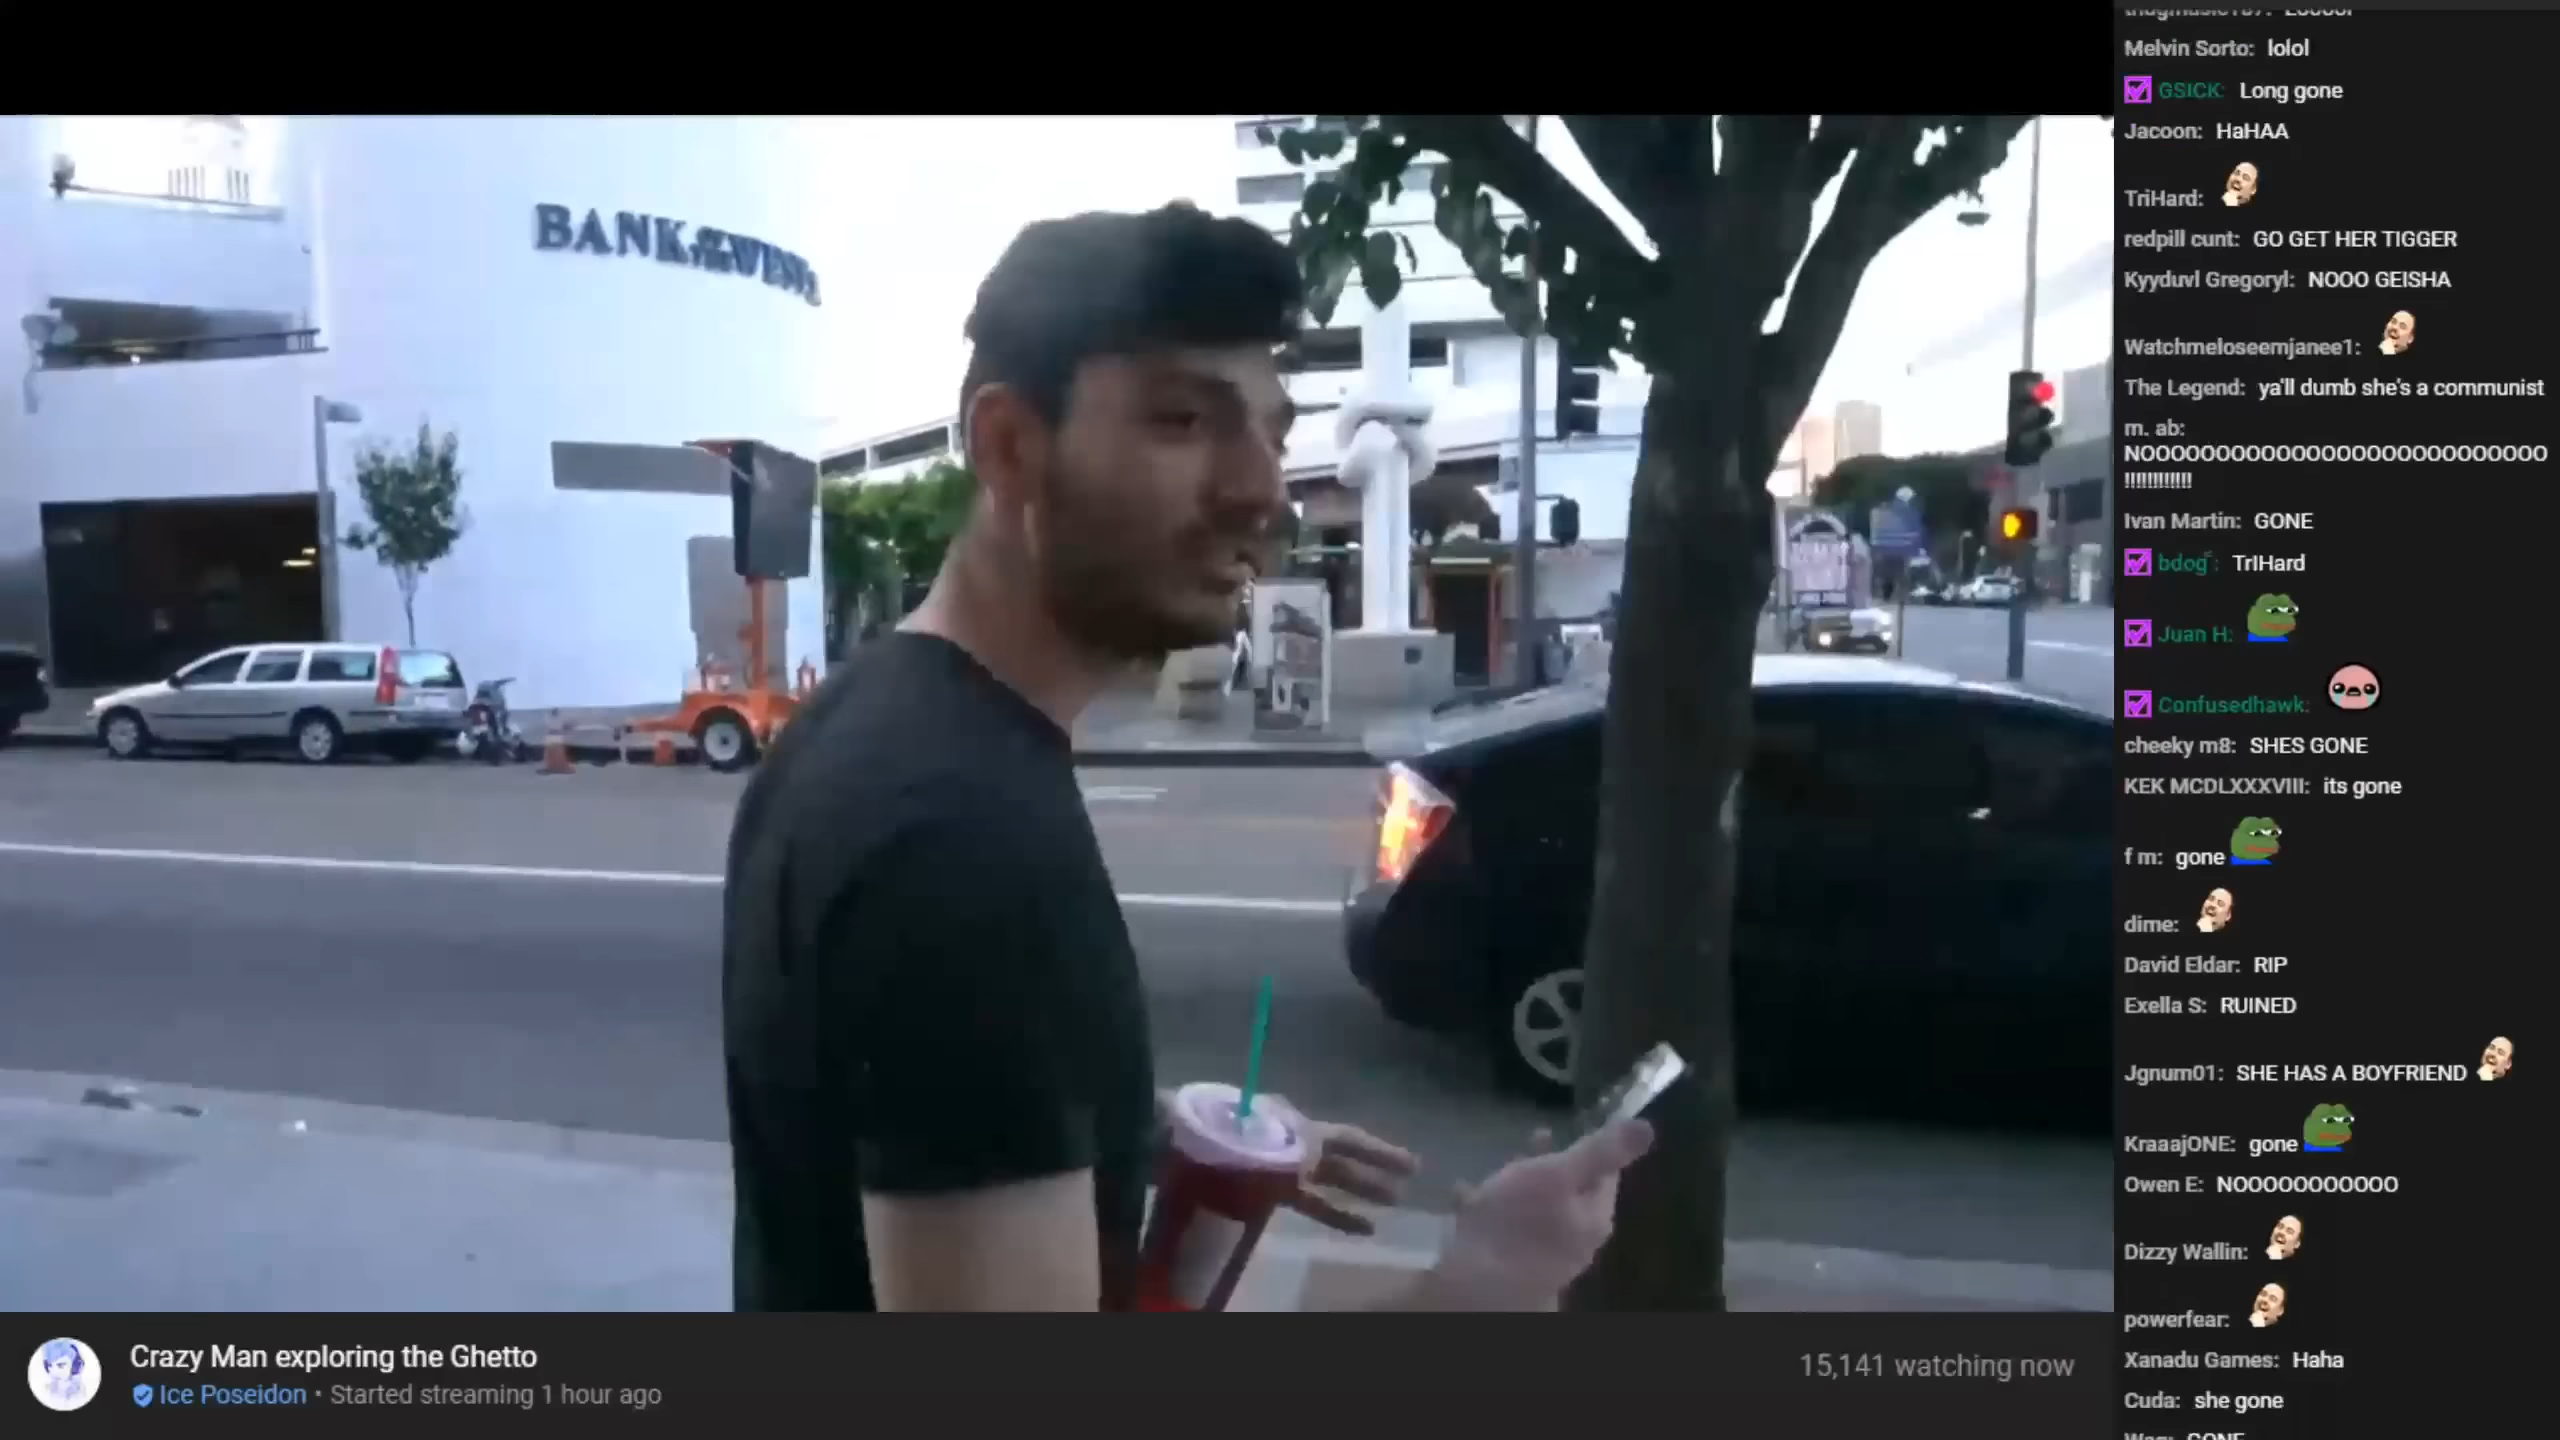 BANK OF THE WEST
Melvin Sorto: lolol
GSICK: Long gone
Jacoon: HaHAA
TriHard:
redpill cunt: GO GET HER TIGGER
Kyyduvl Gregoryl: NOOO GEISHA
Watchmeloseemjanee1:
The Legend: ya'll dumb she's a communist
m. ab:
NOOOOOOOOOOOOOOOOOOOOOOOOOOOO
!!!!!!!!!!!!!
Ivan Martin: GONE
bdog: TrIHard
Juan H:
Confusedhawk:
cheeky m8: SHES GONE
KEK MCDLXXXVIII: its gone
f m: gone
dime:
David Eldar: RIP
Exella S: RUINED
Jgnum01: SHE HAS A BOYFRIEND
KraaajONE: gone
Owen E: NOOOOOOOOOOO
Dizzy Wallin:
powerfear:
Xanadu Games: Haha
Cuda: she gone
Crazy Man exploring the Ghetto
Ice Poseidon • Started streaming 1 hour ago
15,141 watching now